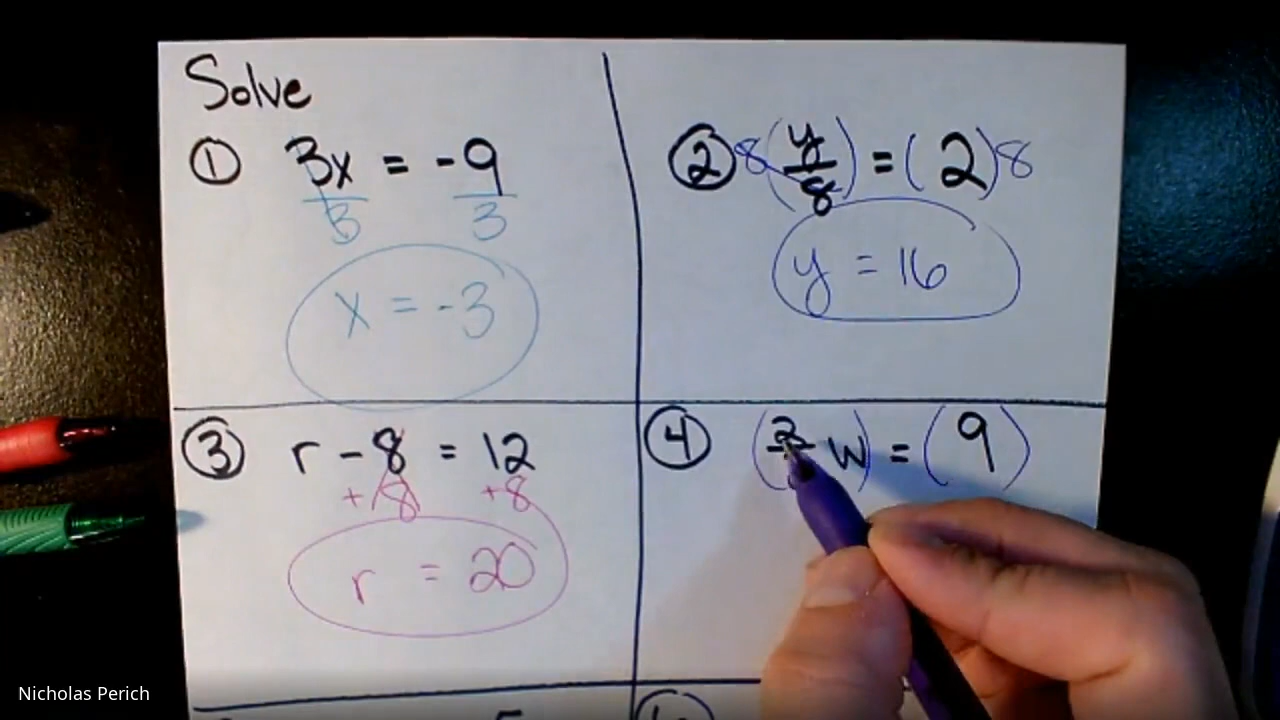 Solve
① 3x = -9
3 3
x = -3
② 8(y/8) = (2)8
y = 16
③ r - 8 = 12
+8 +8
r = 20
④ ( w) = (9)
Nicholas Perich